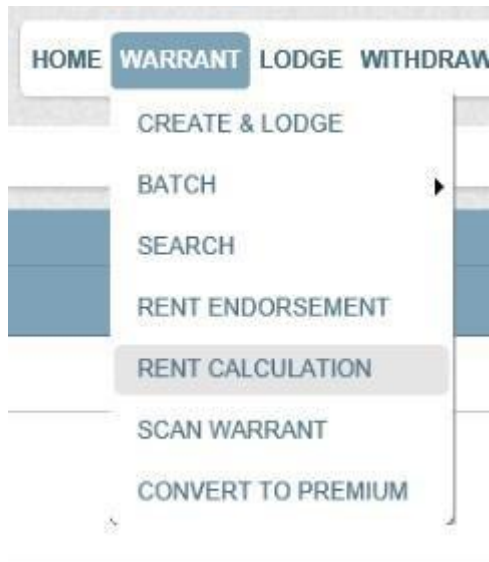 HOME WARRANT LODGE WITHDRAW
CREATE & LODGE
BATCH
SEARCH
RENT ENDORSEMENT
RENT CALCULATION
SCAN WARRANT
CONVERT TO PREMIUM